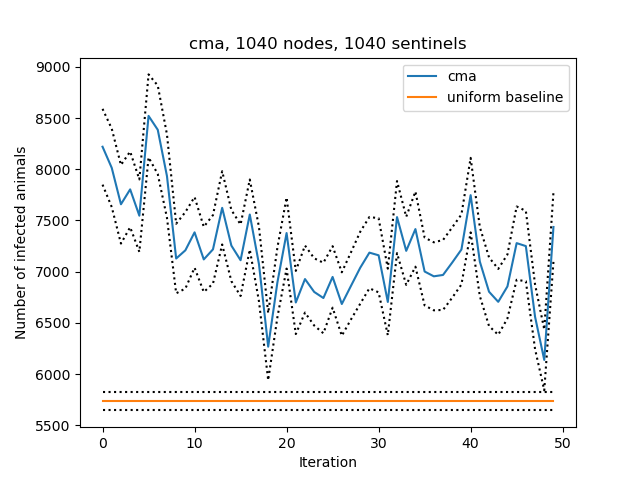 cma, 1040 nodes, 1040 sentinels
cma
uniform baseline
Number of infected animals
9000
8500
8000
7500
7000
6500
6000
5500
0 10 20 30 40 50
Iteration